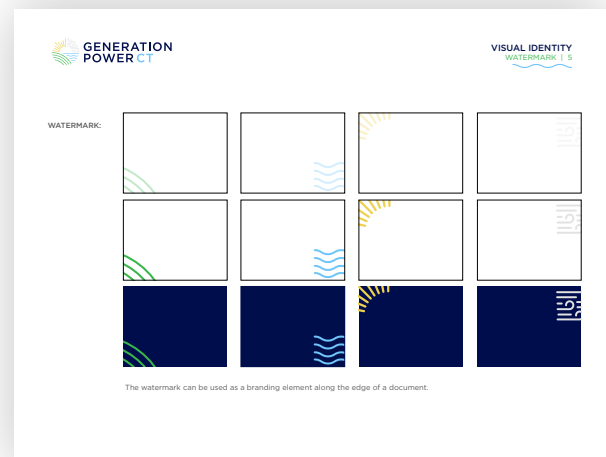 GENERATION
POWER CT
VISUAL IDENTITY
WATERMARK | 5
WATERMARK:
The watermark can be used as a branding element along the edge of a document.